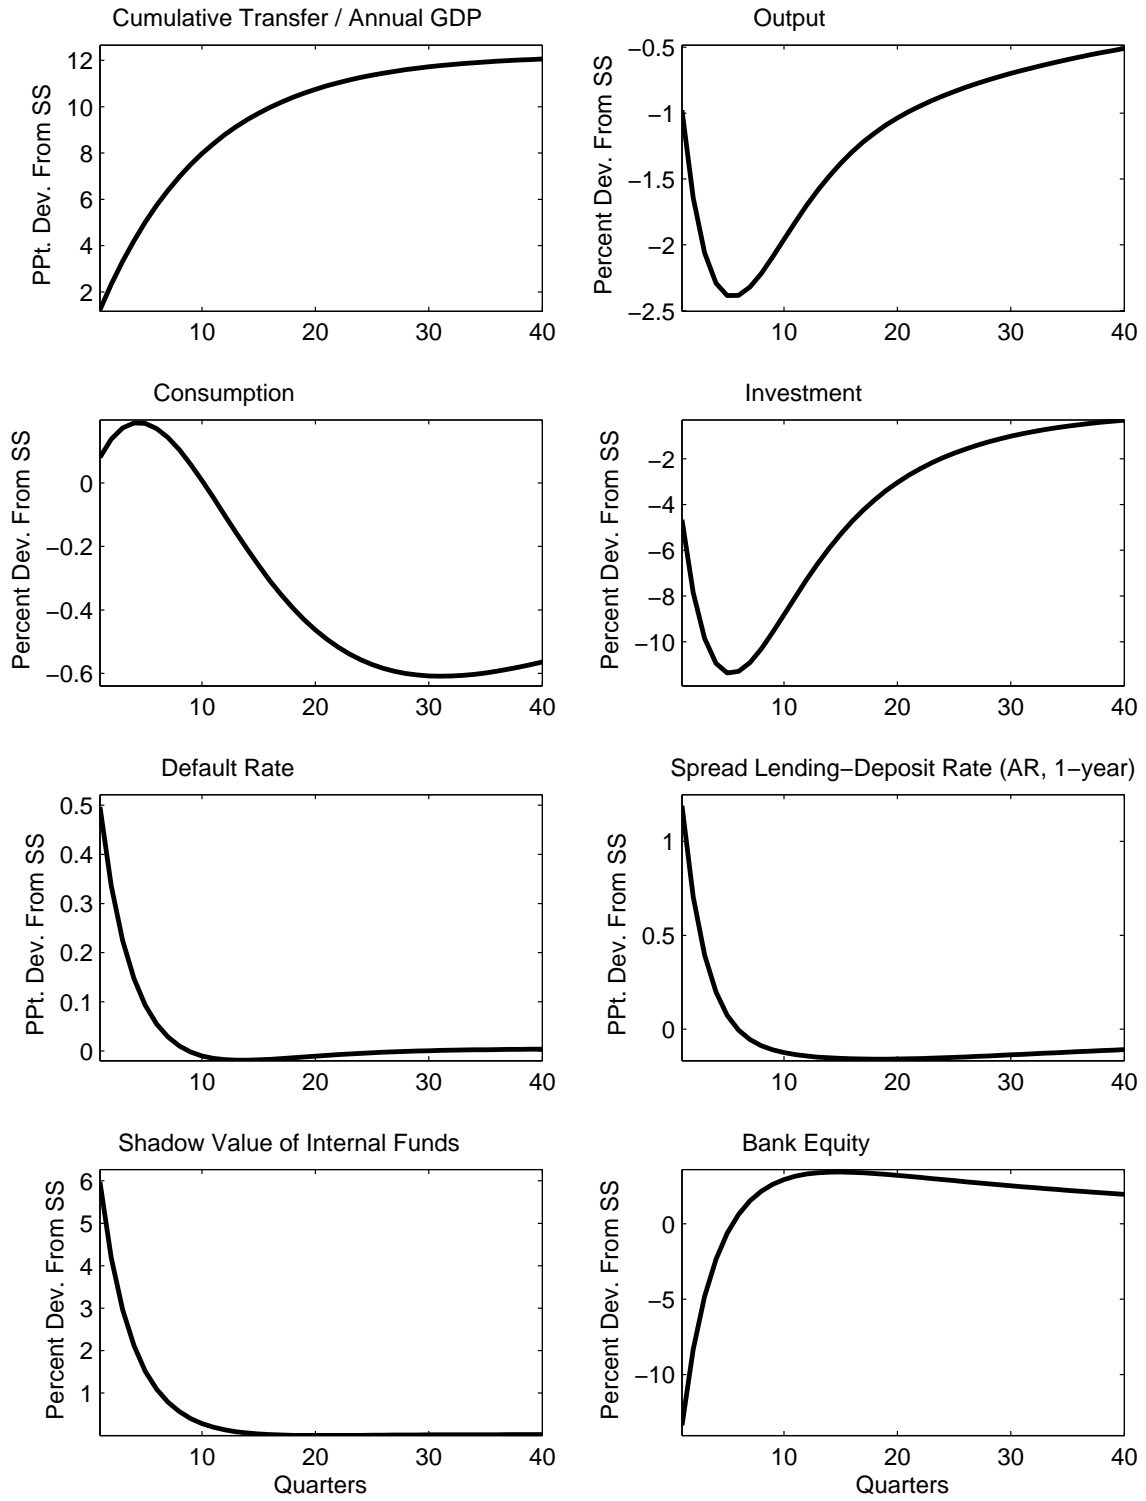 Cumulative Transfer / Annual GDP
PPt. Dev. From SS
12
10
8
6
4
2
10 20 30 40
Output
Percent Dev. From SS
−0.5
−1
−1.5
−2
−2.5
10 20 30 40
Consumption
Percent Dev. From SS
0
−0.2
−0.4
−0.6
10 20 30 40
Investment
Percent Dev. From SS
−2
−4
−6
−8
−10
10 20 30 40
Default Rate
PPt. Dev. From SS
0.5
0.4
0.3
0.2
0.1
0
10 20 30 40
Spread Lending−Deposit Rate (AR, 1−year)
PPt. Dev. From SS
1
0.5
0
10 20 30 40
Shadow Value of Internal Funds
Percent Dev. From SS
6
5
4
3
2
1
10 20 30 40
Quarters
Bank Equity
Percent Dev. From SS
0
−5
−10
10 20 30 40
Quarters